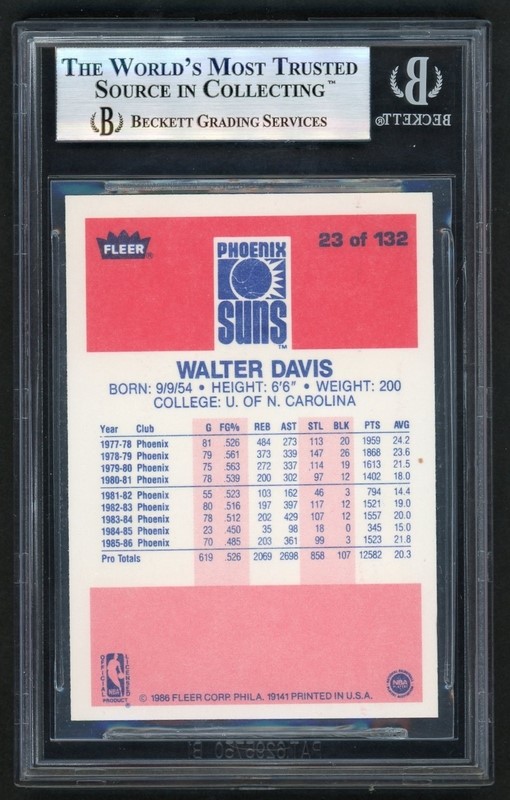 THE WORLD'S MOST TRUSTED
SOURCE IN COLLECTING™
B BECKETT GRADING SERVICES
B
BECKETT®
FLEER®
PHOENIX
SUNS
TM
23 of 132
WALTER DAVIS
BORN: 9/9/54 • HEIGHT: 6'6" • WEIGHT: 200
COLLEGE: U. OF N. CAROLINA
Year Club G FG% REB AST STL BLK PTS AVG
1977-78 Phoenix 81 .526 484 273 113 20 1959 24.2
1978-79 Phoenix 79 .561 373 339 147 26 1868 23.6
1979-80 Phoenix 75 .563 272 337 114 19 1613 21.5
1980-81 Phoenix 78 .539 200 302 97 12 1402 18.0
1981-82 Phoenix 55 .523 103 162 46 3 794 14.4
1982-83 Phoenix 80 .516 197 397 117 12 1521 19.0
1983-84 Phoenix 78 .512 202 429 107 12 1557 20.0
1984-85 Phoenix 23 .450 35 98 18 0 345 15.0
1985-86 Phoenix 70 .485 203 361 99 3 1523 21.8
Pro Totals 619 .526 2069 2698 858 107 12582 20.3
OFFICIAL LICENSED
NBA
PRODUCT
© 1986 FLEER CORP. PHILA. 19141 PRINTED IN U.S.A.
NBA